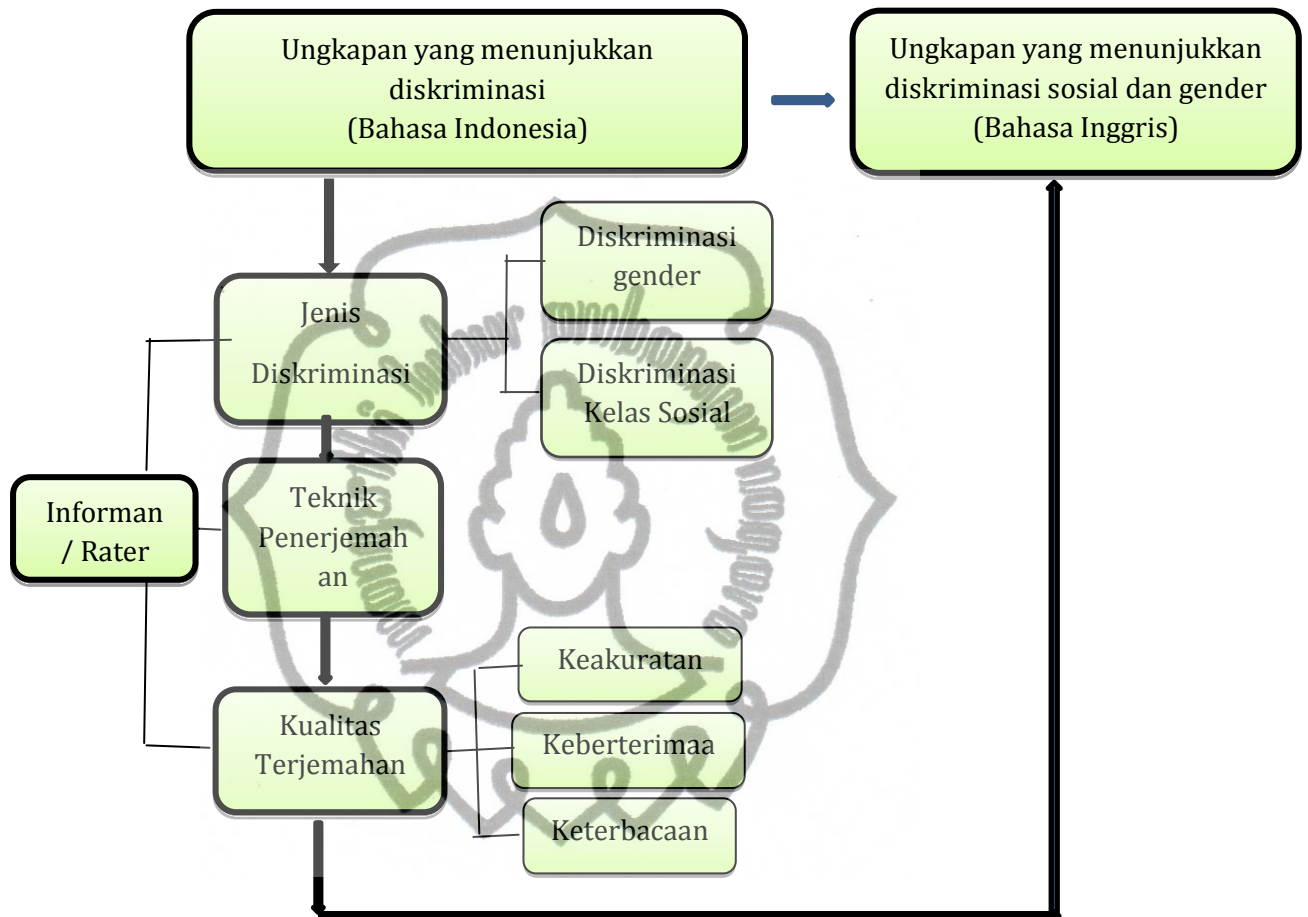 Ungkapan yang menunjukkan
diskriminasi
(Bahasa Indonesia)
Ungkapan yang menunjukkan
diskriminasi sosial dan gender
(Bahasa Inggris)
Diskriminasi
gender
Jenis
Diskriminasi
Diskriminasi
Kelas Sosial
Informan
/ Rater
Teknik
Penerjemah
an
Keakuratan
Kualitas
Terjemahan
Keberterimaa
Keterbacaan